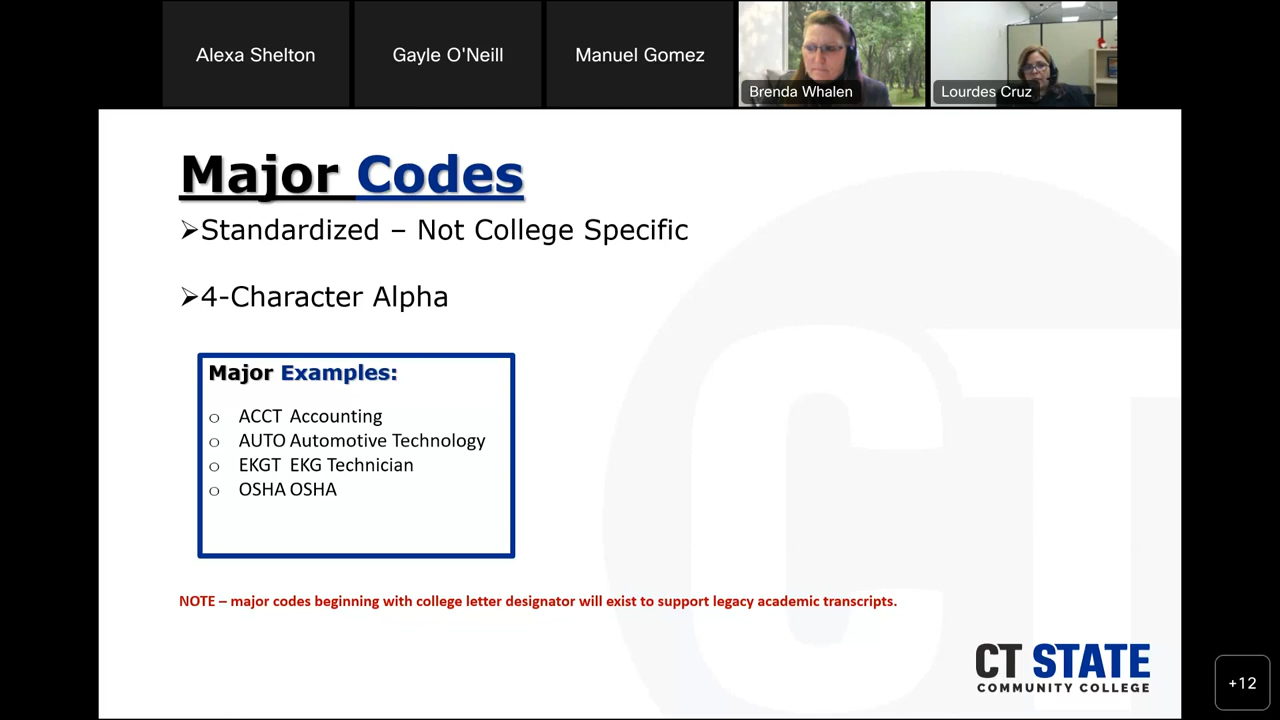 Alexa Shelton
Gayle O'Neill
Manuel Gomez
Brenda Whalen
Lourdes Cruz
Major Codes
➢Standardized – Not College Specific
➢4-Character Alpha
Major Examples:
o ACCT Accounting
o AUTO Automotive Technology
o EKGT EKG Technician
o OSHA OSHA
NOTE – major codes beginning with college letter designator will exist to support legacy academic transcripts.
CT
CT STATE
COMMUNITY COLLEGE
+12